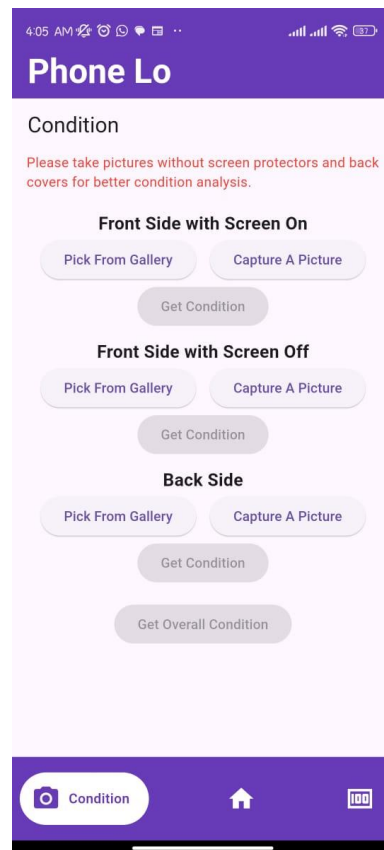 4:05 AM
Phone Lo
Condition
Please take pictures without screen protectors and back
covers for better condition analysis.
Front Side with Screen On
Pick From Gallery Capture A Picture
Get Condition
Front Side with Screen Off
Pick From Gallery Capture A Picture
Get Condition
Back Side
Pick From Gallery Capture A Picture
Get Condition
Get Overall Condition
Condition